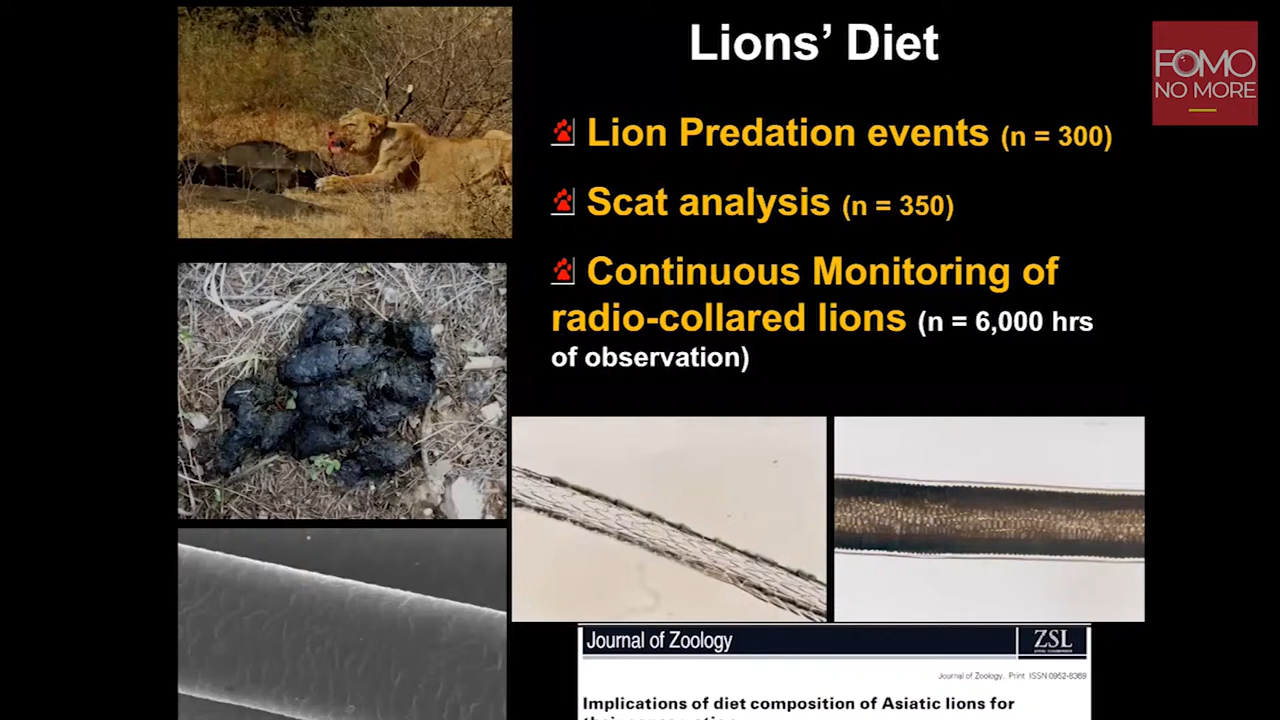 Lions’ Diet
FOMO
NO MORE
Lion Predation events (n = 300)
Scat analysis (n = 350)
Continuous Monitoring of
radio-collared lions (n = 6,000 hrs
of observation)
Journal of Zoology
ZSL
Journal of Zoology. Print ISSN 0952-8369
Implications of diet composition of Asiatic lions for